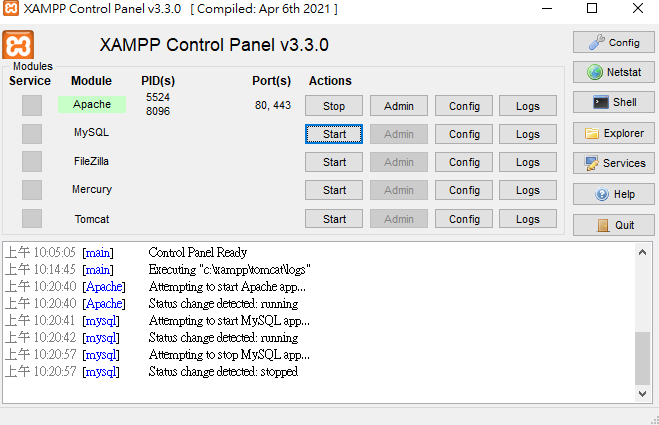 XAMPP Control Panel v3.3.0 [ Compiled: Apr 6th 2021 ]
XAMPP Control Panel v3.3.0
Config
Modules
Service Module PID(s) Port(s) Actions
Netstat
Apache 5524 80, 443 Stop Admin Config Logs
8096
Shell
MySQL Start Admin Config Logs
Explorer
FileZilla Start Admin Config Logs
Services
Mercury Start Admin Config Logs
Help
Tomcat Start Admin Config Logs
Quit
上午 10:05:05 [main] Control Panel Ready
上午 10:14:45 [main] Executing "c:\xampp\tomcat\logs"
上午 10:20:40 [Apache] Attempting to start Apache app...
上午 10:20:40 [Apache] Status change detected: running
上午 10:20:41 [mysql] Attempting to start MySQL app...
上午 10:20:42 [mysql] Status change detected: running
上午 10:20:57 [mysql] Attempting to stop MySQL app...
上午 10:20:57 [mysql] Status change detected: stopped